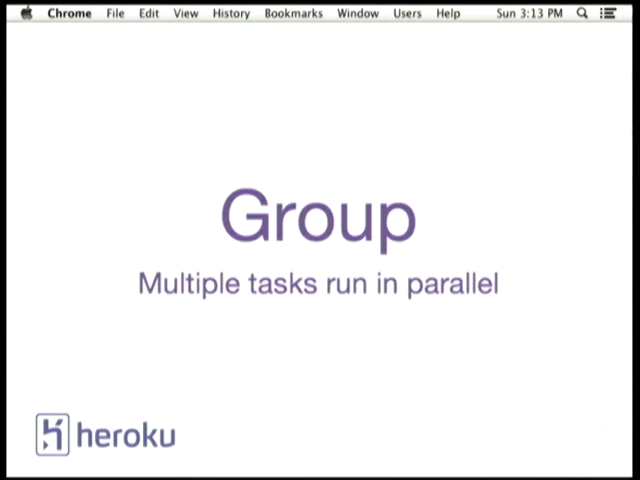 Chrome File Edit View History Bookmarks Window Users Help Sun 3:13 PM
Group
Multiple tasks run in parallel
heroku